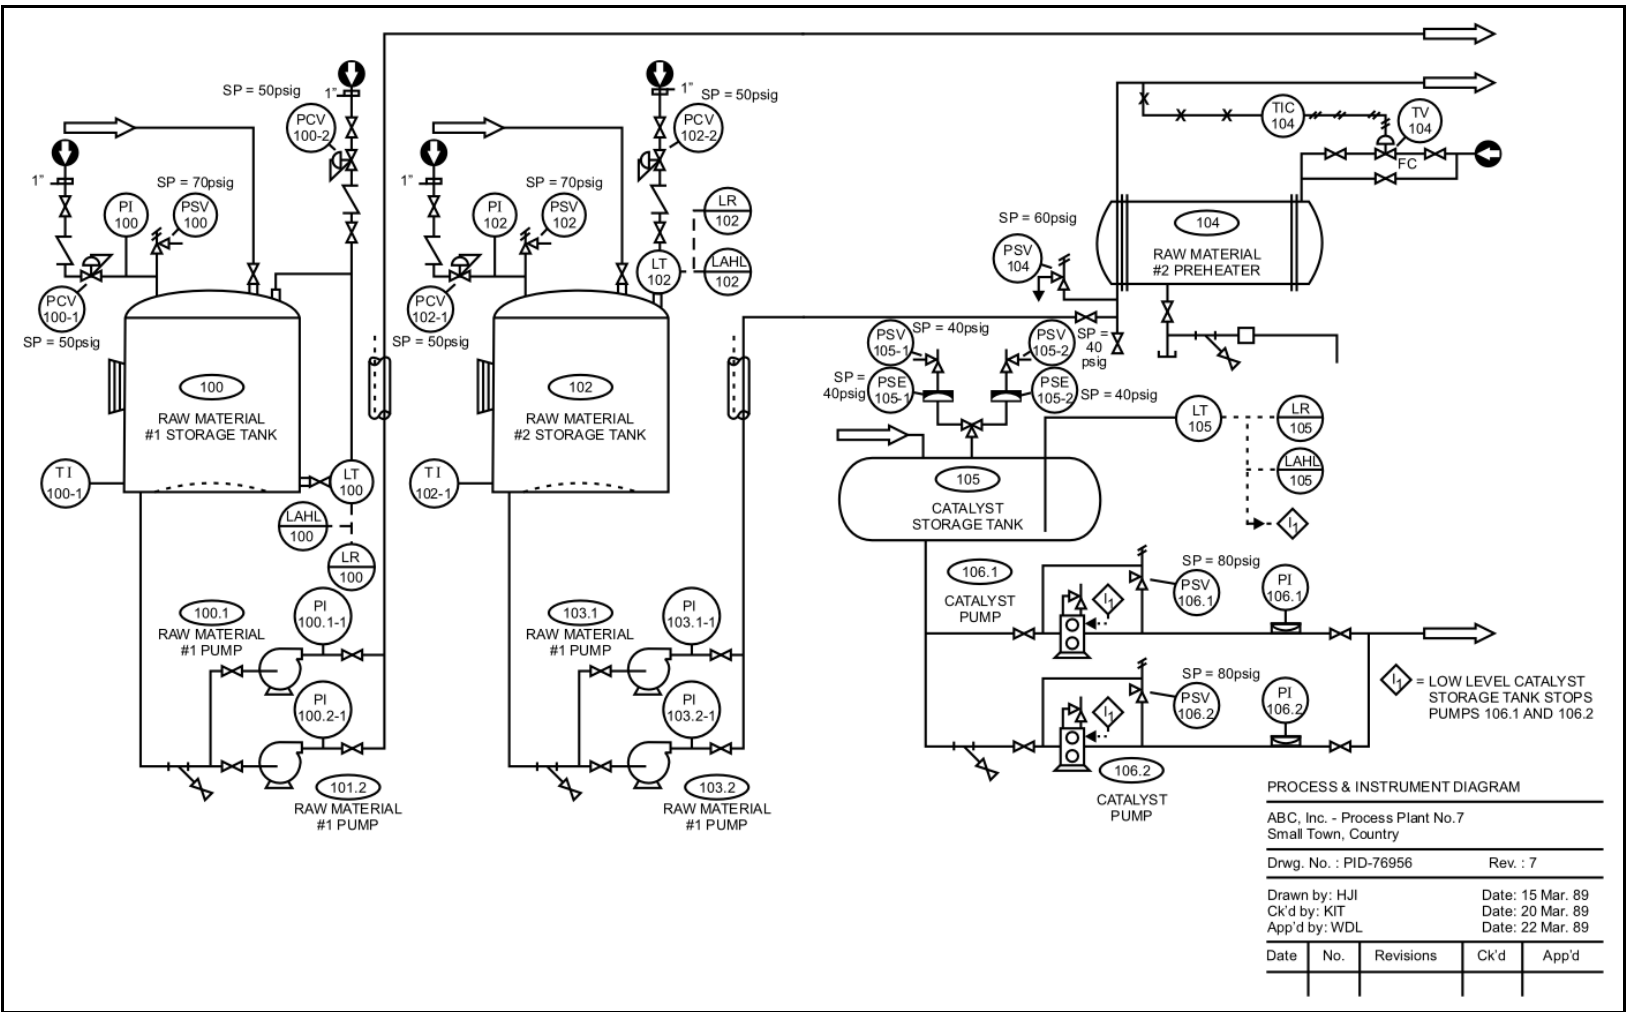 SP = 50psig
1"
PCV
100-2
SP = 70psig
1"
PI
100
PSV
100
PCV
100-1
SP = 50psig
100
RAW MATERIAL
#1 STORAGE TANK
TI
100-1
LT
100
LAHL
100
LR
100
100.1
RAW MATERIAL
#1 PUMP
PI
100.1-1
PI
100.2-1
101.2
RAW MATERIAL
#1 PUMP
1"
SP = 50psig
PCV
102-2
SP = 70psig
1"
PI
102
PSV
102
LR
102
LT
102
LAHL
102
PCV
102-1
SP = 50psig
102
RAW MATERIAL
#2 STORAGE TANK
TI
102-1
103.1
RAW MATERIAL
#1 PUMP
PI
103.1-1
PI
103.2-1
103.2
RAW MATERIAL
#1 PUMP
TIC
104
TV
104
FC
SP = 60psig
PSV
104
104
RAW MATERIAL
#2 PREHEATER
PSV
105-1
SP = 40psig
PSV
105-2
SP =
40
psig
SP =
40psig
PSE
105-1
PSE
105-2
SP = 40psig
LT
105
LR
105
LAHL
105
I1
105
CATALYST
STORAGE TANK
106.1
CATALYST
PUMP
I1
SP = 80psig
PSV
106.1
PI
106.1
I1
SP = 80psig
PSV
106.2
PI
106.2
106.2
CATALYST
PUMP
I1 = LOW LEVEL CATALYST
STORAGE TANK STOPS
PUMPS 106.1 AND 106.2
PROCESS & INSTRUMENT DIAGRAM
ABC, Inc. - Process Plant No.7
Small Town, Country
Drwg. No. : PID-76956 Rev. : 7
Drawn by: HJI Date: 15 Mar. 89
Ck'd by: KIT Date: 20 Mar. 89
App'd by: WDL Date: 22 Mar. 89
Date No. Revisions Ck'd App'd